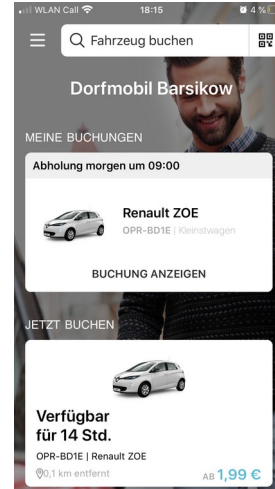 WLAN Call 18:15 4 %
Fahrzeug buchen
Dorfmobil Barsikow
MEINE BUCHUNGEN
Abholung morgen um 09:00
Renault ZOE
OPR-BD1E | Kleinstwagen
BUCHUNG ANZEIGEN
JETZT BUCHEN
Verfügbar
für 14 Std.
OPR-BD1E | Renault ZOE
0,1 km entfernt
AB 1,99 €